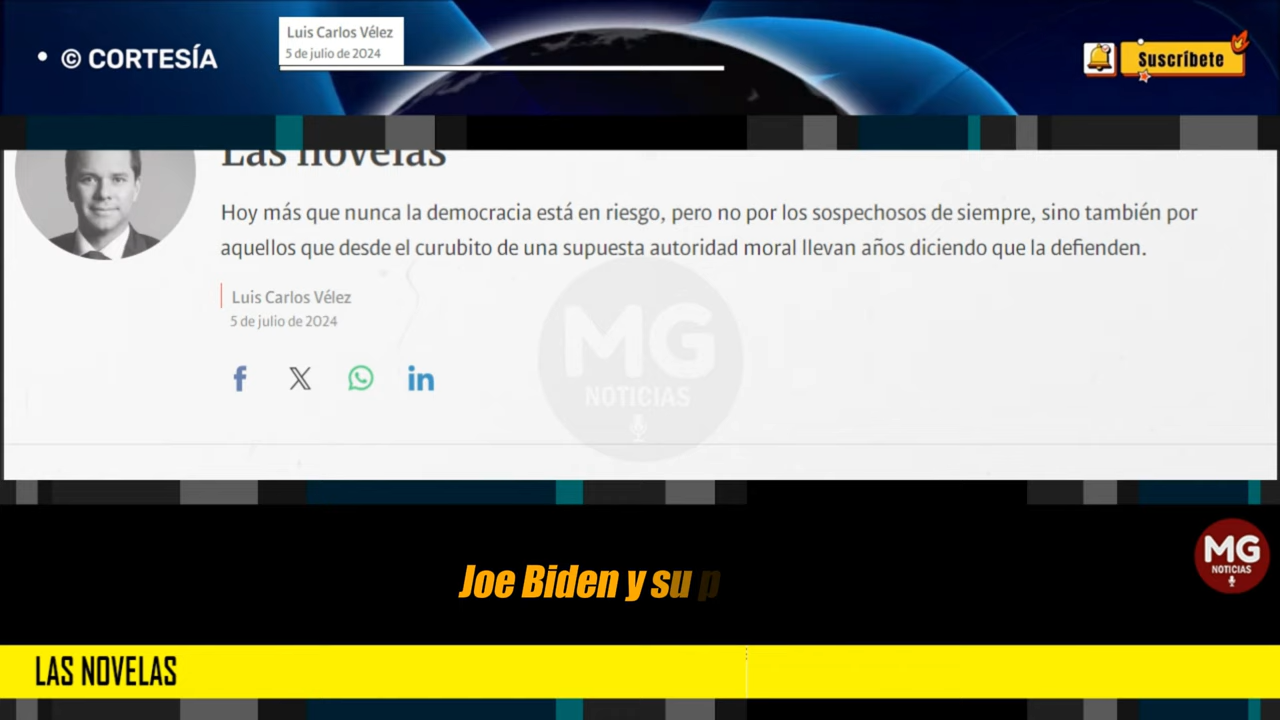 • © CORTESÍA
Luis Carlos Vélez
5 de julio de 2024
Suscríbete
Las novelas
Hoy más que nunca la democracia está en riesgo, pero no por los sospechosos de siempre, sino también por
aquellos que desde el curubito de una supuesta autoridad moral llevan años diciendo que la defienden.
Luis Carlos Vélez
5 de julio de 2024
MG
NOTICIAS
Joe Biden y su p
MG
NOTICIAS
LAS NOVELAS